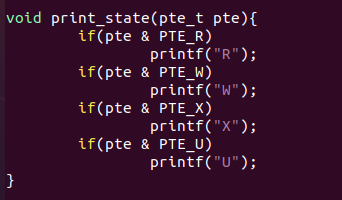 void print_state(pte_t pte){
        if(pte & PTE_R)
                printf("R");
        if(pte & PTE_W)
                printf("W");
        if(pte & PTE_X)
                printf("X");
        if(pte & PTE_U)
                printf("U");
}